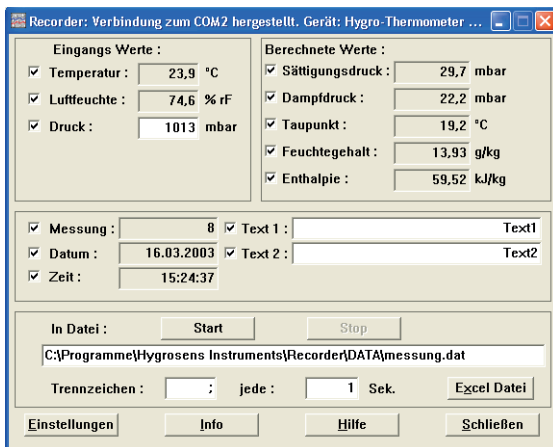 Recorder: Verbindung zum COM2 hergestellt. Gerät: Hygro-Thermometer ...
Eingangs Werte :
Temperatur : 23,9 °C
Luftfeuchte : 74,6 % rF
Druck : 1013 mbar
Berechnete Werte :
Sättigungsdruck : 29,7 mbar
Dampfdruck : 22,2 mbar
Taupunkt : 19,2 °C
Feuchtegehalt : 13,93 g/kg
Enthalpie : 59,52 kJ/kg
Messung : 8 Text 1 : Text1
Datum : 16.03.2003 Text 2 : Text2
Zeit : 15:24:37
In Datei : Start Stop
C:\Programme\Hygrosens Instruments\Recorder\DATA\messung.dat
Trennzeichen : ; jede : 1 Sek. Excel Datei
Einstellungen Info Hilfe Schließen